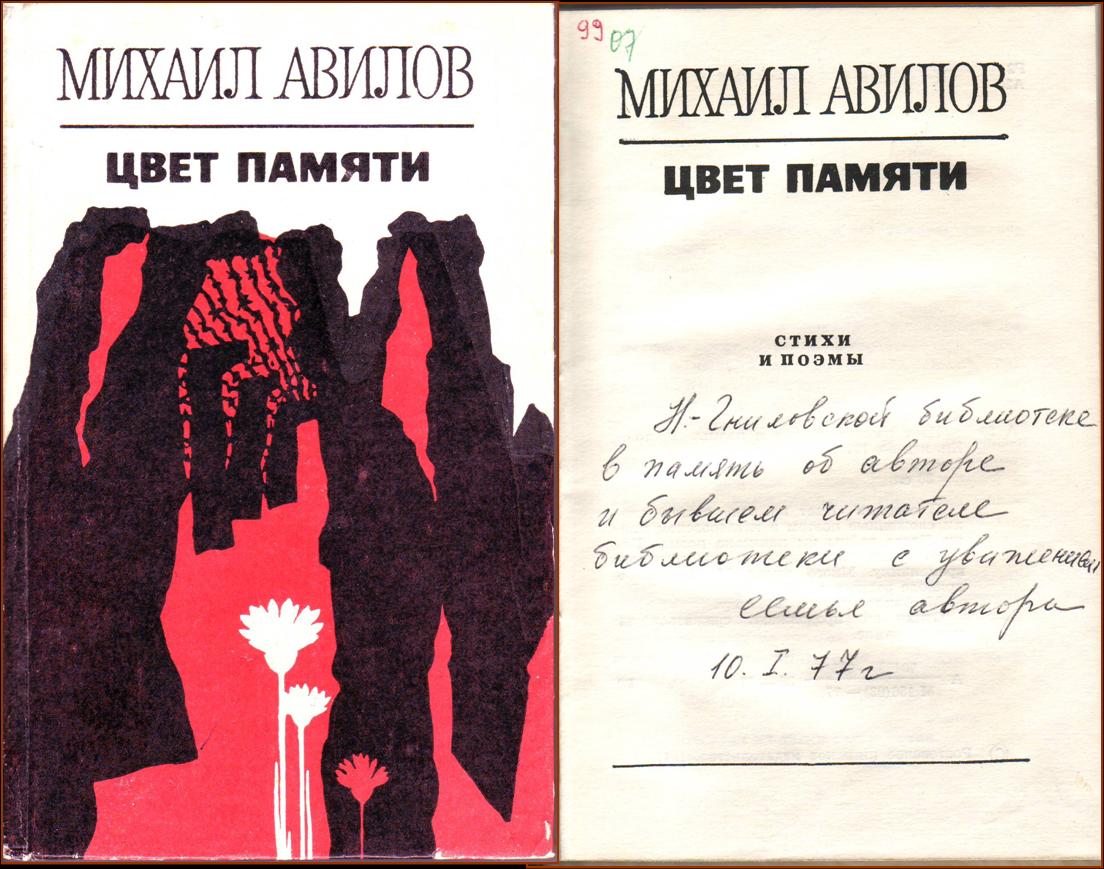 МИХАИЛ АВИЛОВ
ЦВЕТ ПАМЯТИ
99 07
МИХАИЛ АВИЛОВ
ЦВЕТ ПАМЯТИ
СТИХИ
И ПОЭМЫ
Н.-Гниловской библиотеке
в память об авторе
и бывшем читателе
библиотеки с уважением
семья автора
10. I. 77 г